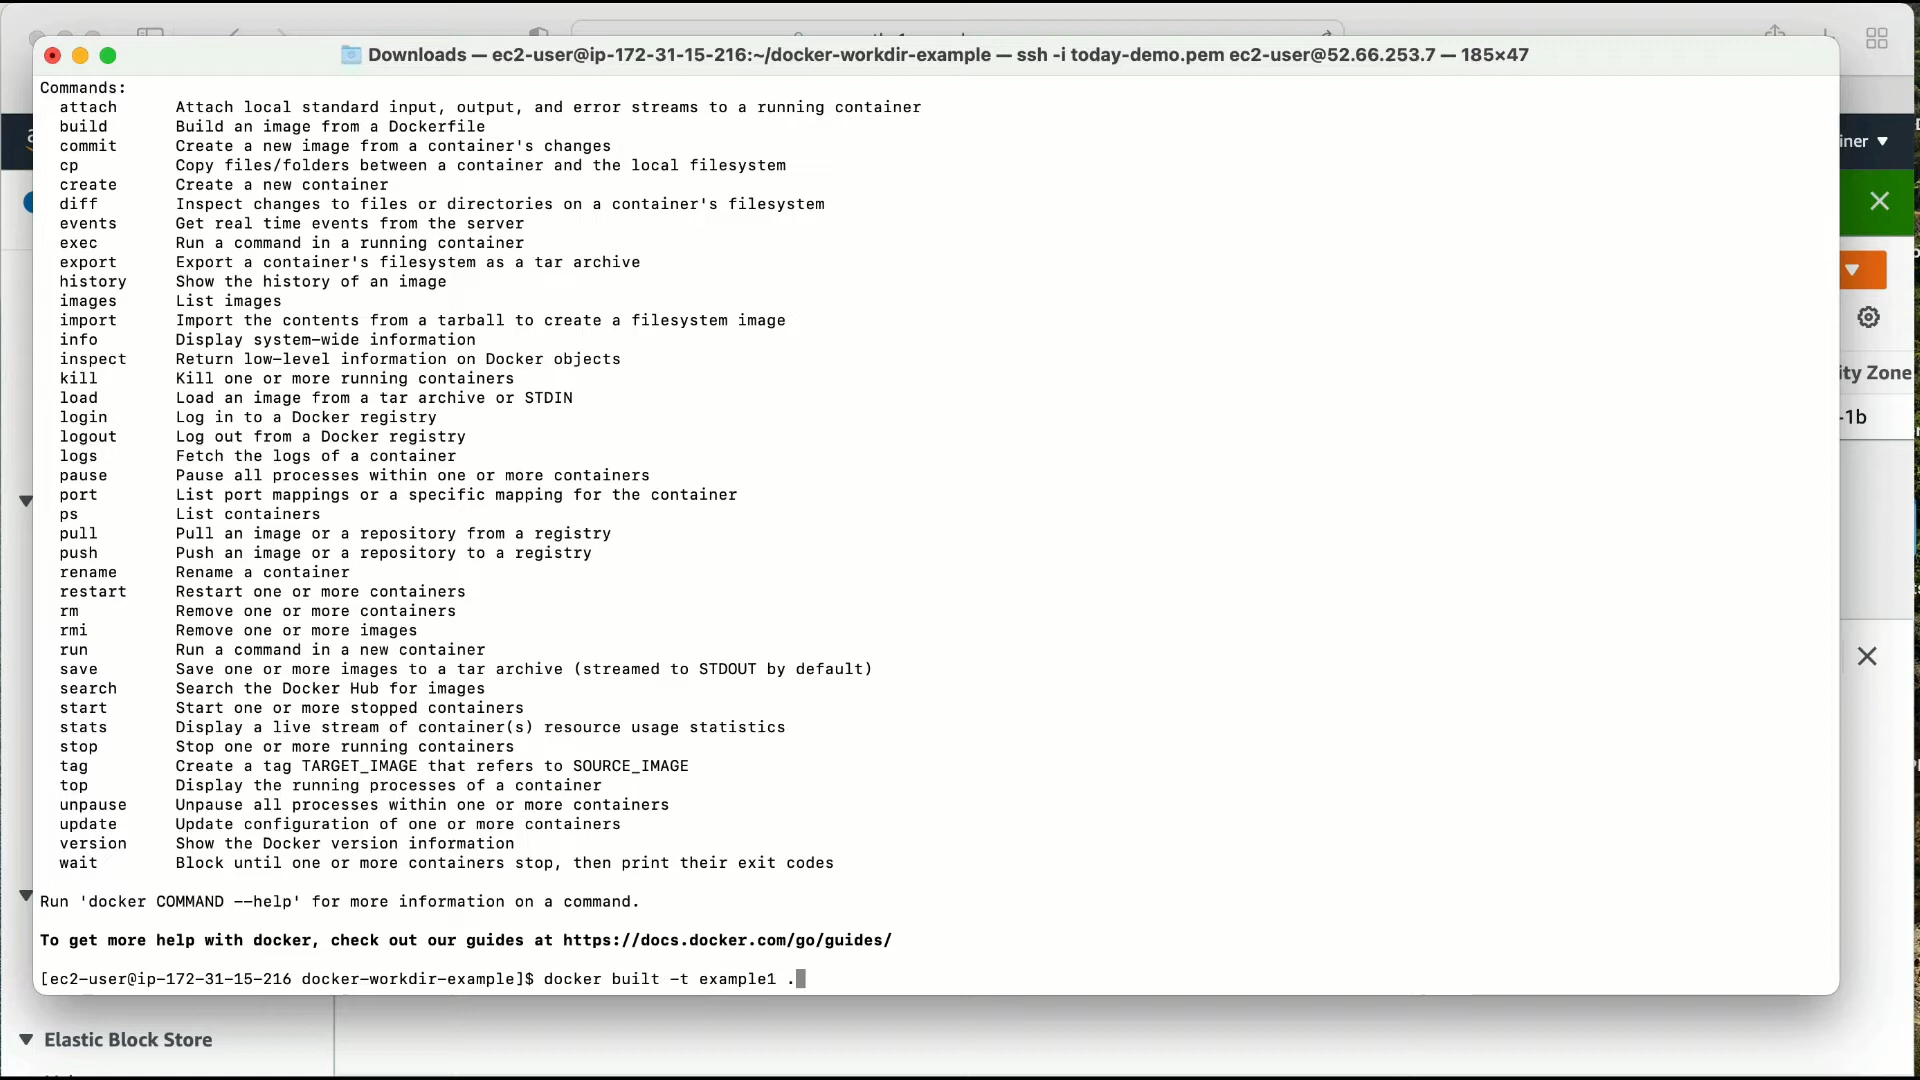 Downloads — ec2-user@ip-172-31-15-216:~/docker-workdir-example — ssh -i today-demo.pem ec2-user@52.66.253.7 — 185×47
Commands:
attach Attach local standard input, output, and error streams to a running container
build Build an image from a Dockerfile
commit Create a new image from a container's changes
cp Copy files/folders between a container and the local filesystem
create Create a new container
diff Inspect changes to files or directories on a container's filesystem
events Get real time events from the server
exec Run a command in a running container
export Export a container's filesystem as a tar archive
history Show the history of an image
images List images
import Import the contents from a tarball to create a filesystem image
info Display system-wide information
inspect Return low-level information on Docker objects
kill Kill one or more running containers
load Load an image from a tar archive or STDIN
login Log in to a Docker registry
logout Log out from a Docker registry
logs Fetch the logs of a container
pause Pause all processes within one or more containers
port List port mappings or a specific mapping for the container
ps List containers
pull Pull an image or a repository from a registry
push Push an image or a repository to a registry
rename Rename a container
restart Restart one or more containers
rm Remove one or more containers
rmi Remove one or more images
run Run a command in a new container
save Save one or more images to a tar archive (streamed to STDOUT by default)
search Search the Docker Hub for images
start Start one or more stopped containers
stats Display a live stream of container(s) resource usage statistics
stop Stop one or more running containers
tag Create a tag TARGET_IMAGE that refers to SOURCE_IMAGE
top Display the running processes of a container
unpause Unpause all processes within one or more containers
update Update configuration of one or more containers
version Show the Docker version information
wait Block until one or more containers stop, then print their exit codes
Run 'docker COMMAND --help' for more information on a command.
To get more help with docker, check out our guides at https://docs.docker.com/go/guides/
[ec2-user@ip-172-31-15-216 docker-workdir-example]$ docker built -t example1 .
iner
ity Zone
-1b
Elastic Block Store